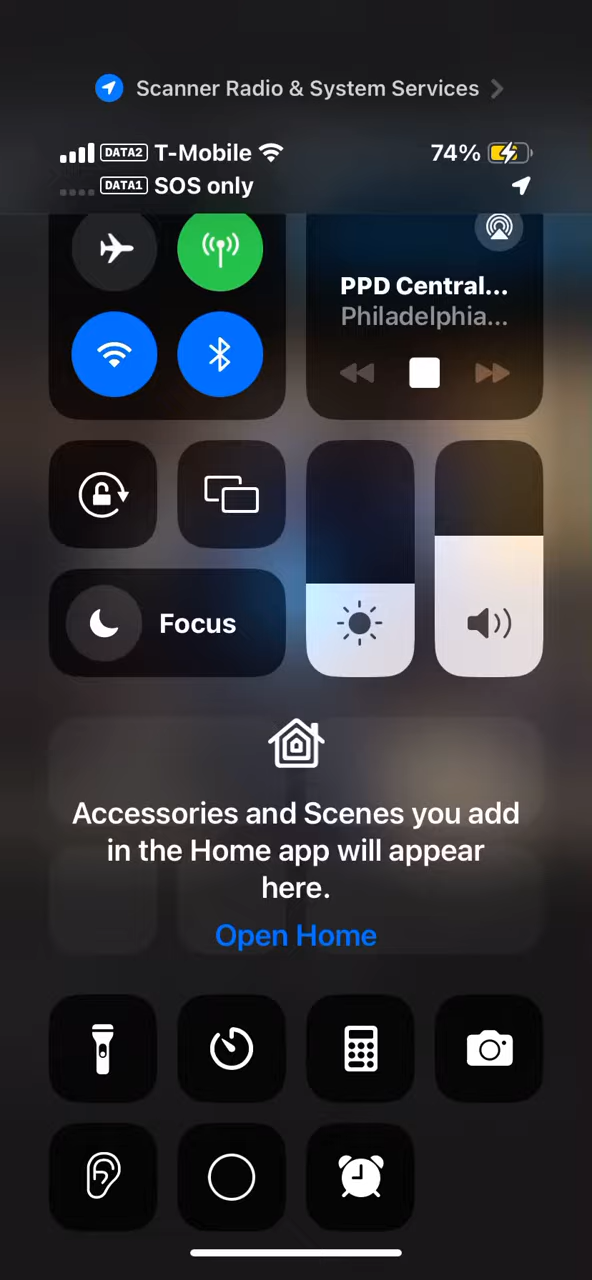 Scanner Radio & System Services
DATA2 T-Mobile 74%
DATA1 SOS only
PPD Central...
Philadelphia...
Focus
Accessories and Scenes you add
in the Home app will appear
here.
Open Home